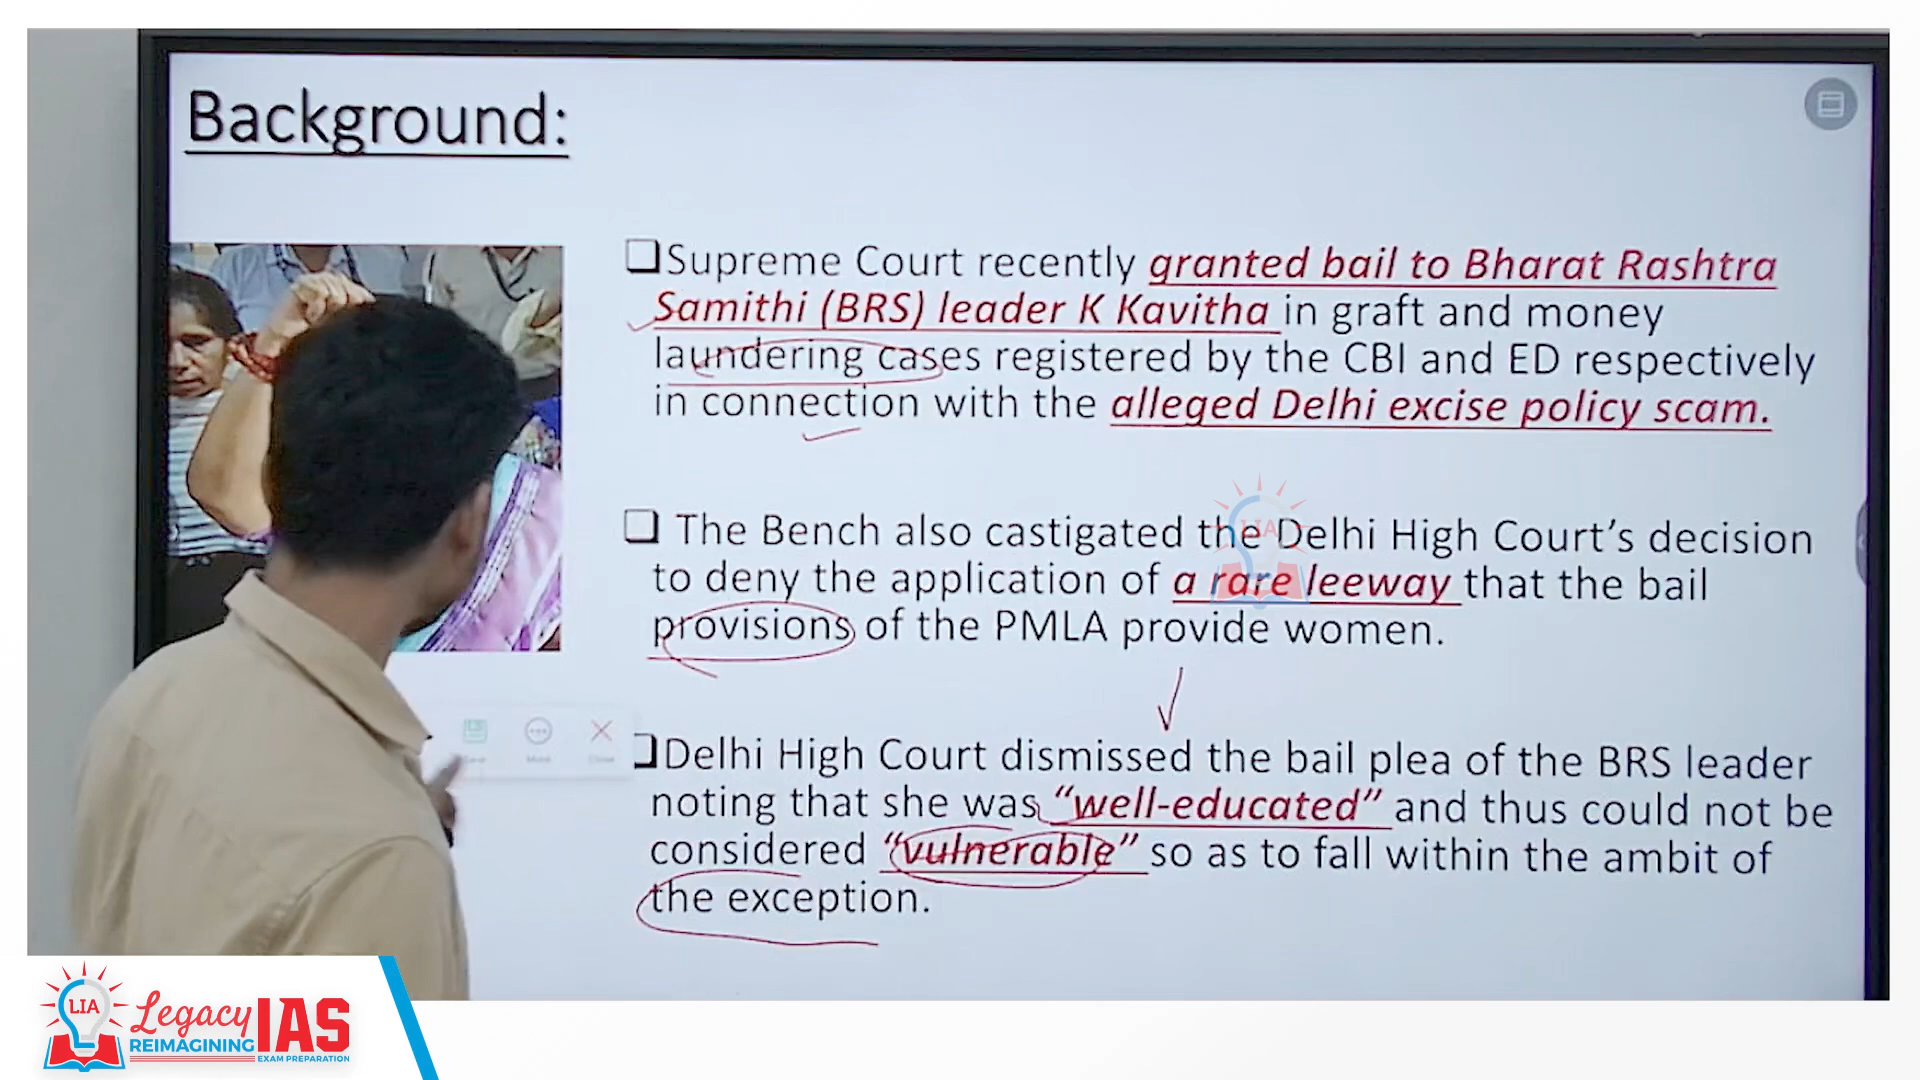 Background:
❑Supreme Court recently granted bail to Bharat Rashtra
Samithi (BRS) leader K Kavitha in graft and money
laundering cases registered by the CBI and ED respectively
in connection with the alleged Delhi excise policy scam.
❑ The Bench also castigated the Delhi High Court’s decision
to deny the application of a rare leeway that the bail
provisions of the PMLA provide women.
❑Delhi High Court dismissed the bail plea of the BRS leader
noting that she was “well-educated” and thus could not be
considered “vulnerable” so as to fall within the ambit of
the exception.
Save More Close
LIA
LIA
Legacy IAS
REIMAGINING
EXAM PREPARATION